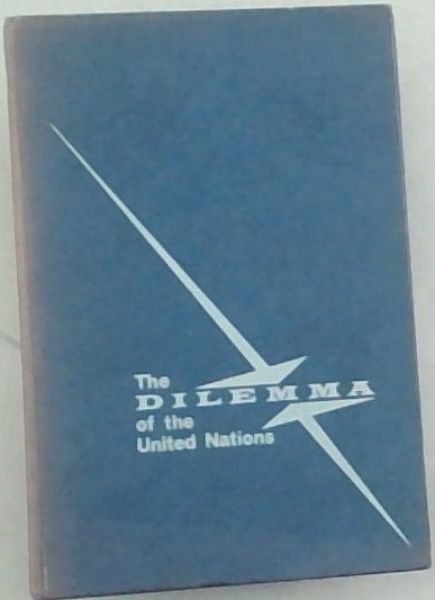 The
DILEMMA
of the
United Nations